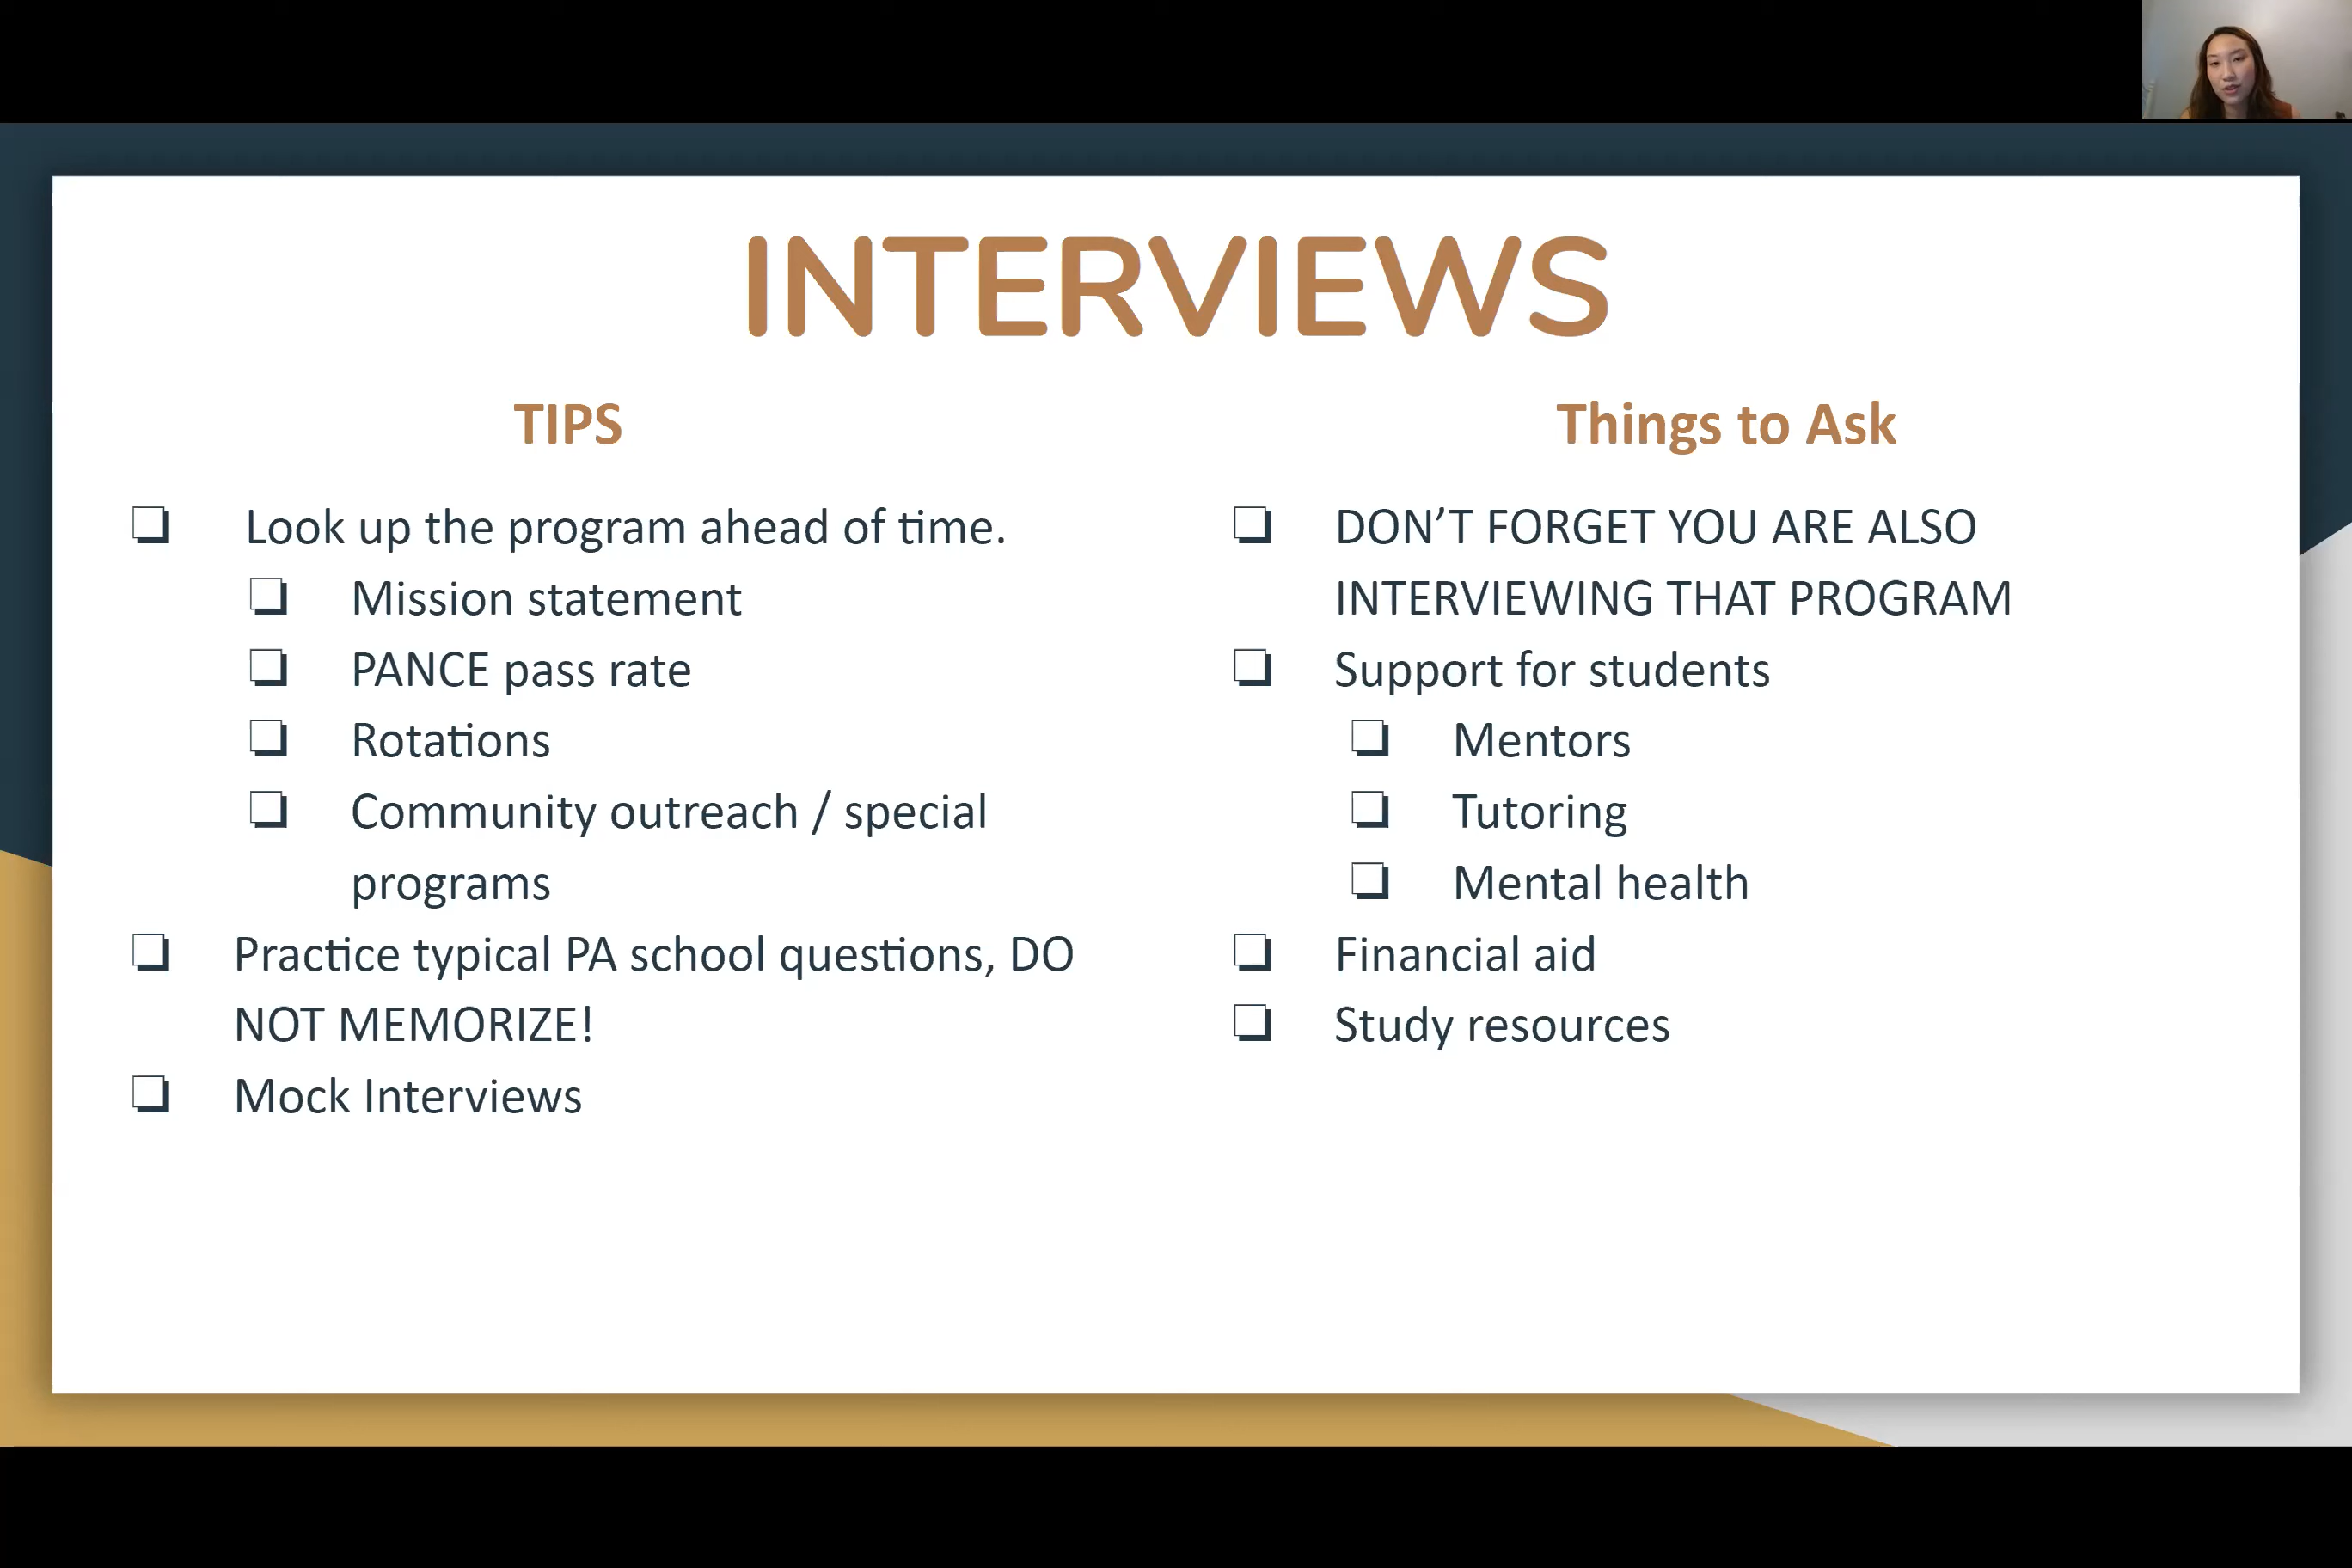 INTERVIEWS
TIPS
Look up the program ahead of time.
Mission statement
PANCE pass rate
Rotations
Community outreach / special
programs
Practice typical PA school questions, DO
NOT MEMORIZE!
Mock Interviews
Things to Ask
DON’T FORGET YOU ARE ALSO
INTERVIEWING THAT PROGRAM
Support for students
Mentors
Tutoring
Mental health
Financial aid
Study resources